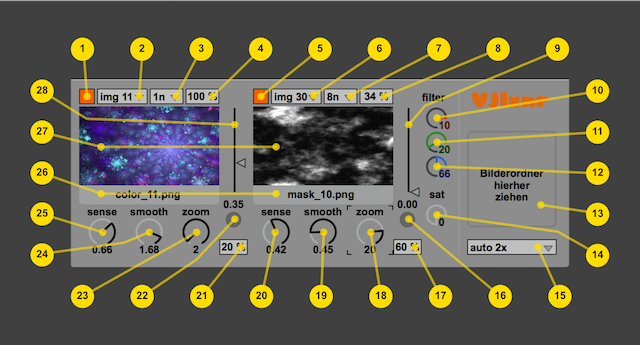 1 2 3 4 5 6 7 8 9
img 11 1n 100 % img 30 8n 34 % filter
28 10
10
11
20
27 12
66
Bilderordner
hierher
ziehen
26 color_11.png mask_10.png sat 13
0.35 0.00
sense smooth zoom sense smooth zoom
25 0
24 0.66 1.68 2 20 % 0.42 0.45 20 60 % auto 2x 14
23 22 21 20 19 18 17 16 15